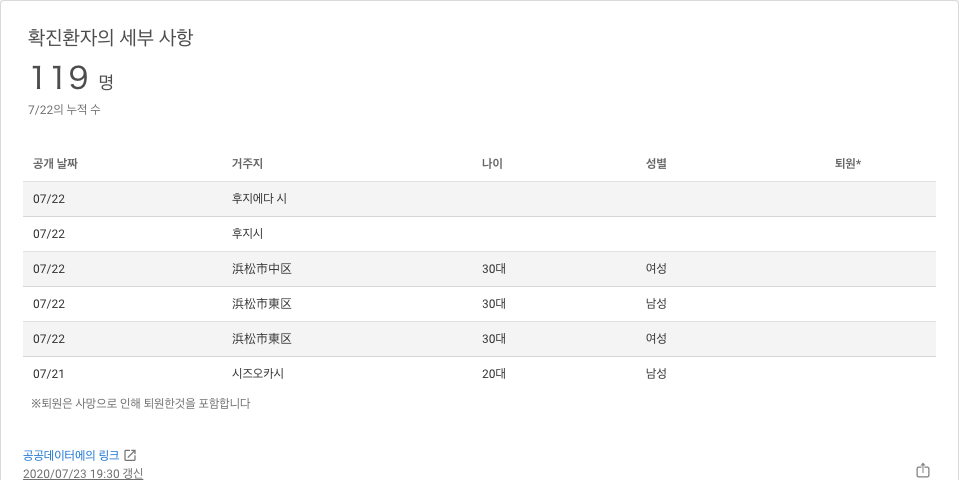 확진환자의 세부 사항
119 명
7/22의 누적 수
공개 날짜 거주지 나이 성별 퇴원*
07/22 후지에다 시
07/22 후지시
07/22 浜松市中区 30대 여성
07/22 浜松市東区 30대 남성
07/22 浜松市東区 30대 여성
07/21 시즈오카시 20대 남성
※퇴원은 사망으로 인해 퇴원한것을 포함합니다
공공데이터에의 링크
2020/07/23 19:30 갱신